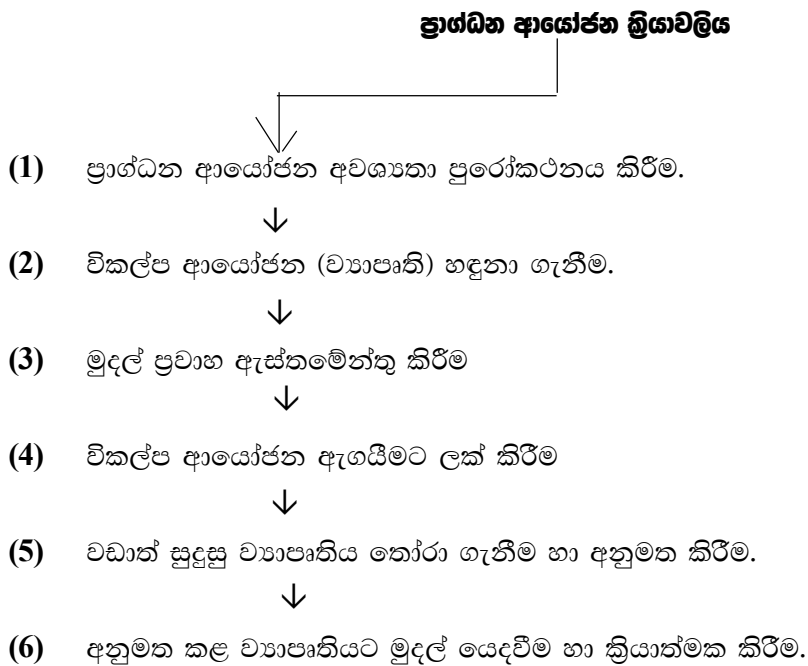 ප්‍රාග්ධන ආයෝජන ක්‍රියාවලිය
(1) ප්‍රාග්ධන ආයෝජන අවශ්‍යතා පුරෝකථනය කිරීම.
(2) විකල්ප ආයෝජන (ව්‍යාපෘති) හඳුනා ගැනීම.
(3) මුදල් ප්‍රවාහ ඇස්තමේන්තු කිරීම
(4) විකල්ප ආයෝජන ඇගයීමට ලක් කිරීම
(5) වඩාත් සුදුසු ව්‍යාපෘතිය තෝරා ගැනීම හා අනුමත කිරීම.
(6) අනුමත කළ ව්‍යාපෘතියට මුදල් යෙදවීම හා ක්‍රියාත්මක කිරීම.